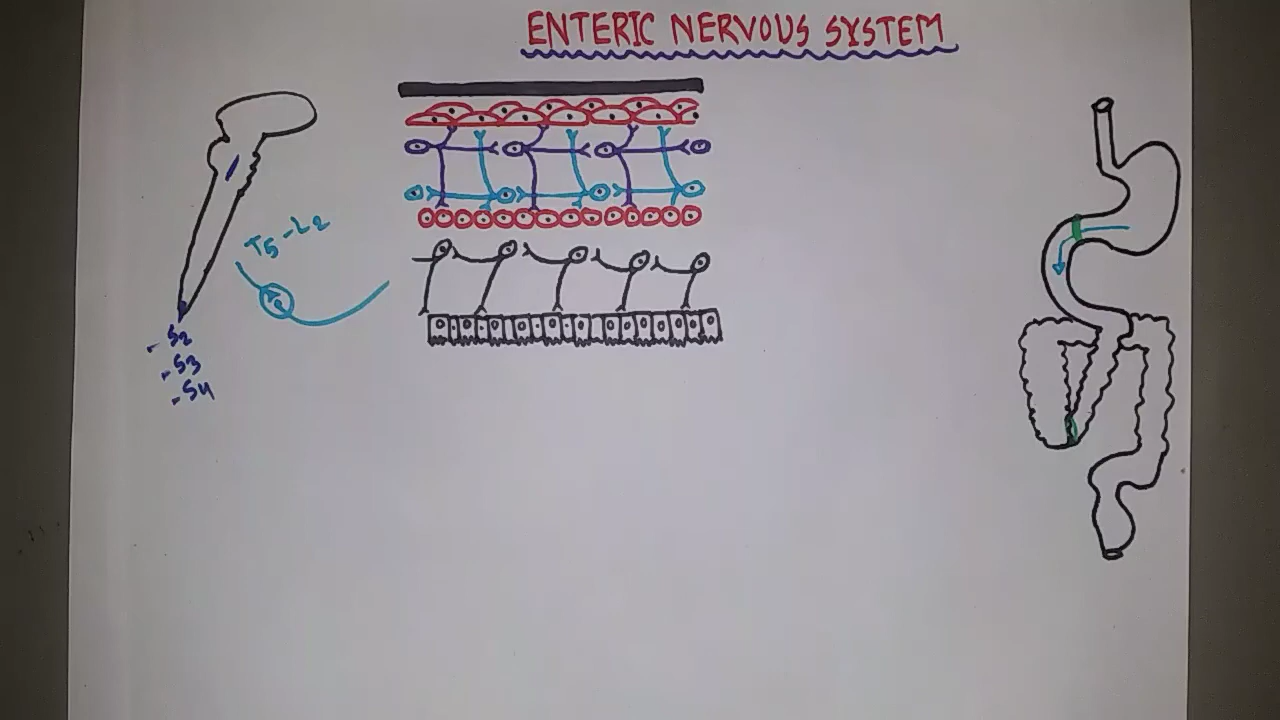 ENTERIC NERVOUS SYSTEM
T5-L2
- S2
- S3
- S4